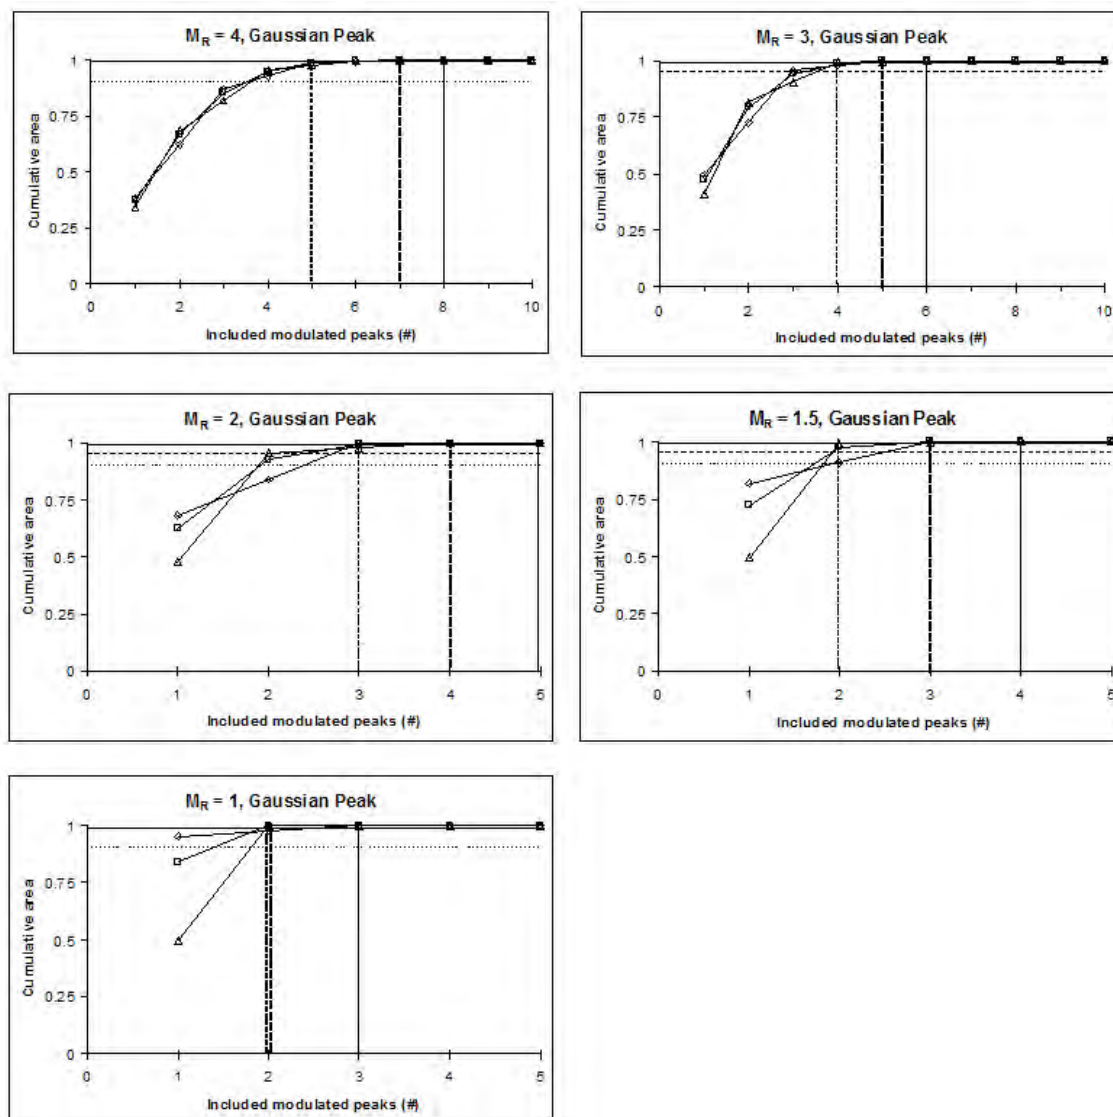 M_R = 4, Gaussian Peak
1
0.75
0.5
0.25
0
Cumulative area
0 2 4 6 8 10
Included modulated peaks (#)
M_R = 3, Gaussian Peak
1
0.75
0.5
0.25
0
Cumulative area
0 2 4 6 8 10
Included modulated peaks (#)
M_R = 2, Gaussian Peak
1
0.75
0.5
0.25
0
Cumulative area
0 1 2 3 4 5
Included modulated peaks (#)
M_R = 1.5, Gaussian Peak
1
0.75
0.5
0.25
0
Cumulative area
0 1 2 3 4 5
Included modulated peaks (#)
M_R = 1, Gaussian Peak
1
0.75
0.5
0.25
0
Cumulative area
0 1 2 3 4 5
Included modulated peaks (#)